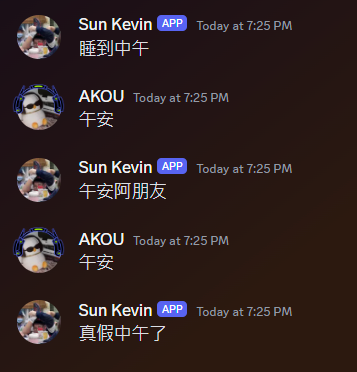 Sun Kevin APP Today at 7:25 PM
睡到中午
AKOU Today at 7:25 PM
午安
Sun Kevin APP Today at 7:25 PM
午安阿朋友
AKOU Today at 7:25 PM
午安
Sun Kevin APP Today at 7:25 PM
真假中午了